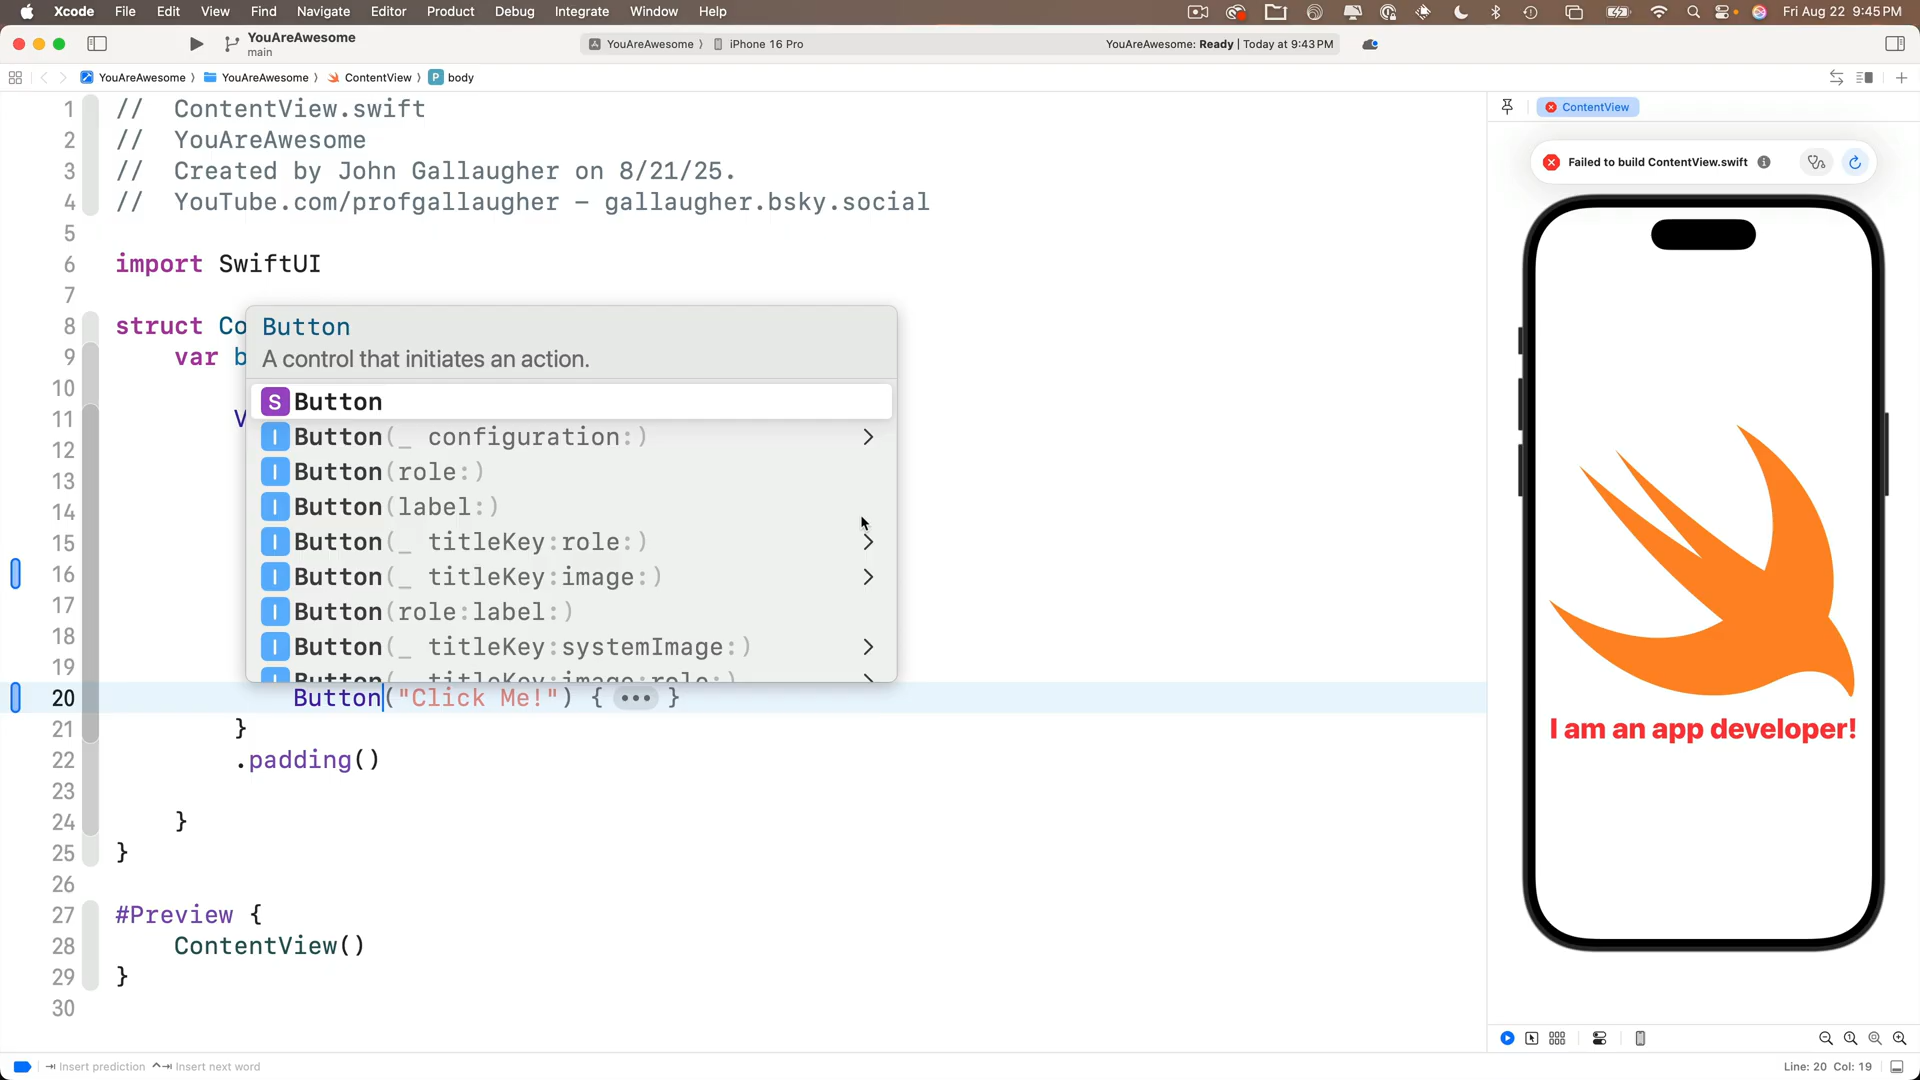 Xcode File Edit View Find Navigate Editor Product Debug Integrate Window Help Fri Aug 22 9:45 PM
YouAreAwesome
main
YouAreAwesome 〉 iPhone 16 Pro
YouAreAwesome: Ready | Today at 9:43 PM
YouAreAwesome 〉 YouAreAwesome 〉 ContentView 〉 P body
1 // ContentView.swift
2 // YouAreAwesome
3 // Created by John Gallaugher on 8/21/25.
4 // YouTube.com/profgallaugher – gallaugher.bsky.social
5
6 import SwiftUI
7
8 struct Co
9 var b
10
11 V
12
13
14
15
16
17
18
19
Button
A control that initiates an action.
S Button
I Button(_ configuration:)
I Button(role:)
I Button(label:)
I Button(_ titleKey:role:)
I Button(_ titleKey:image:)
I Button(role:label:)
I Button(_ titleKey:systemImage:)
I Button(_ titleKey:image:role:)
20 Button("Click Me!") { ••• }
21 }
22 .padding()
23
24 }
25 }
26
27 #Preview {
28 ContentView()
29 }
30
ContentView
Failed to build ContentView.swift
I am an app developer!
Insert prediction Insert next word
Line: 20 Col: 19